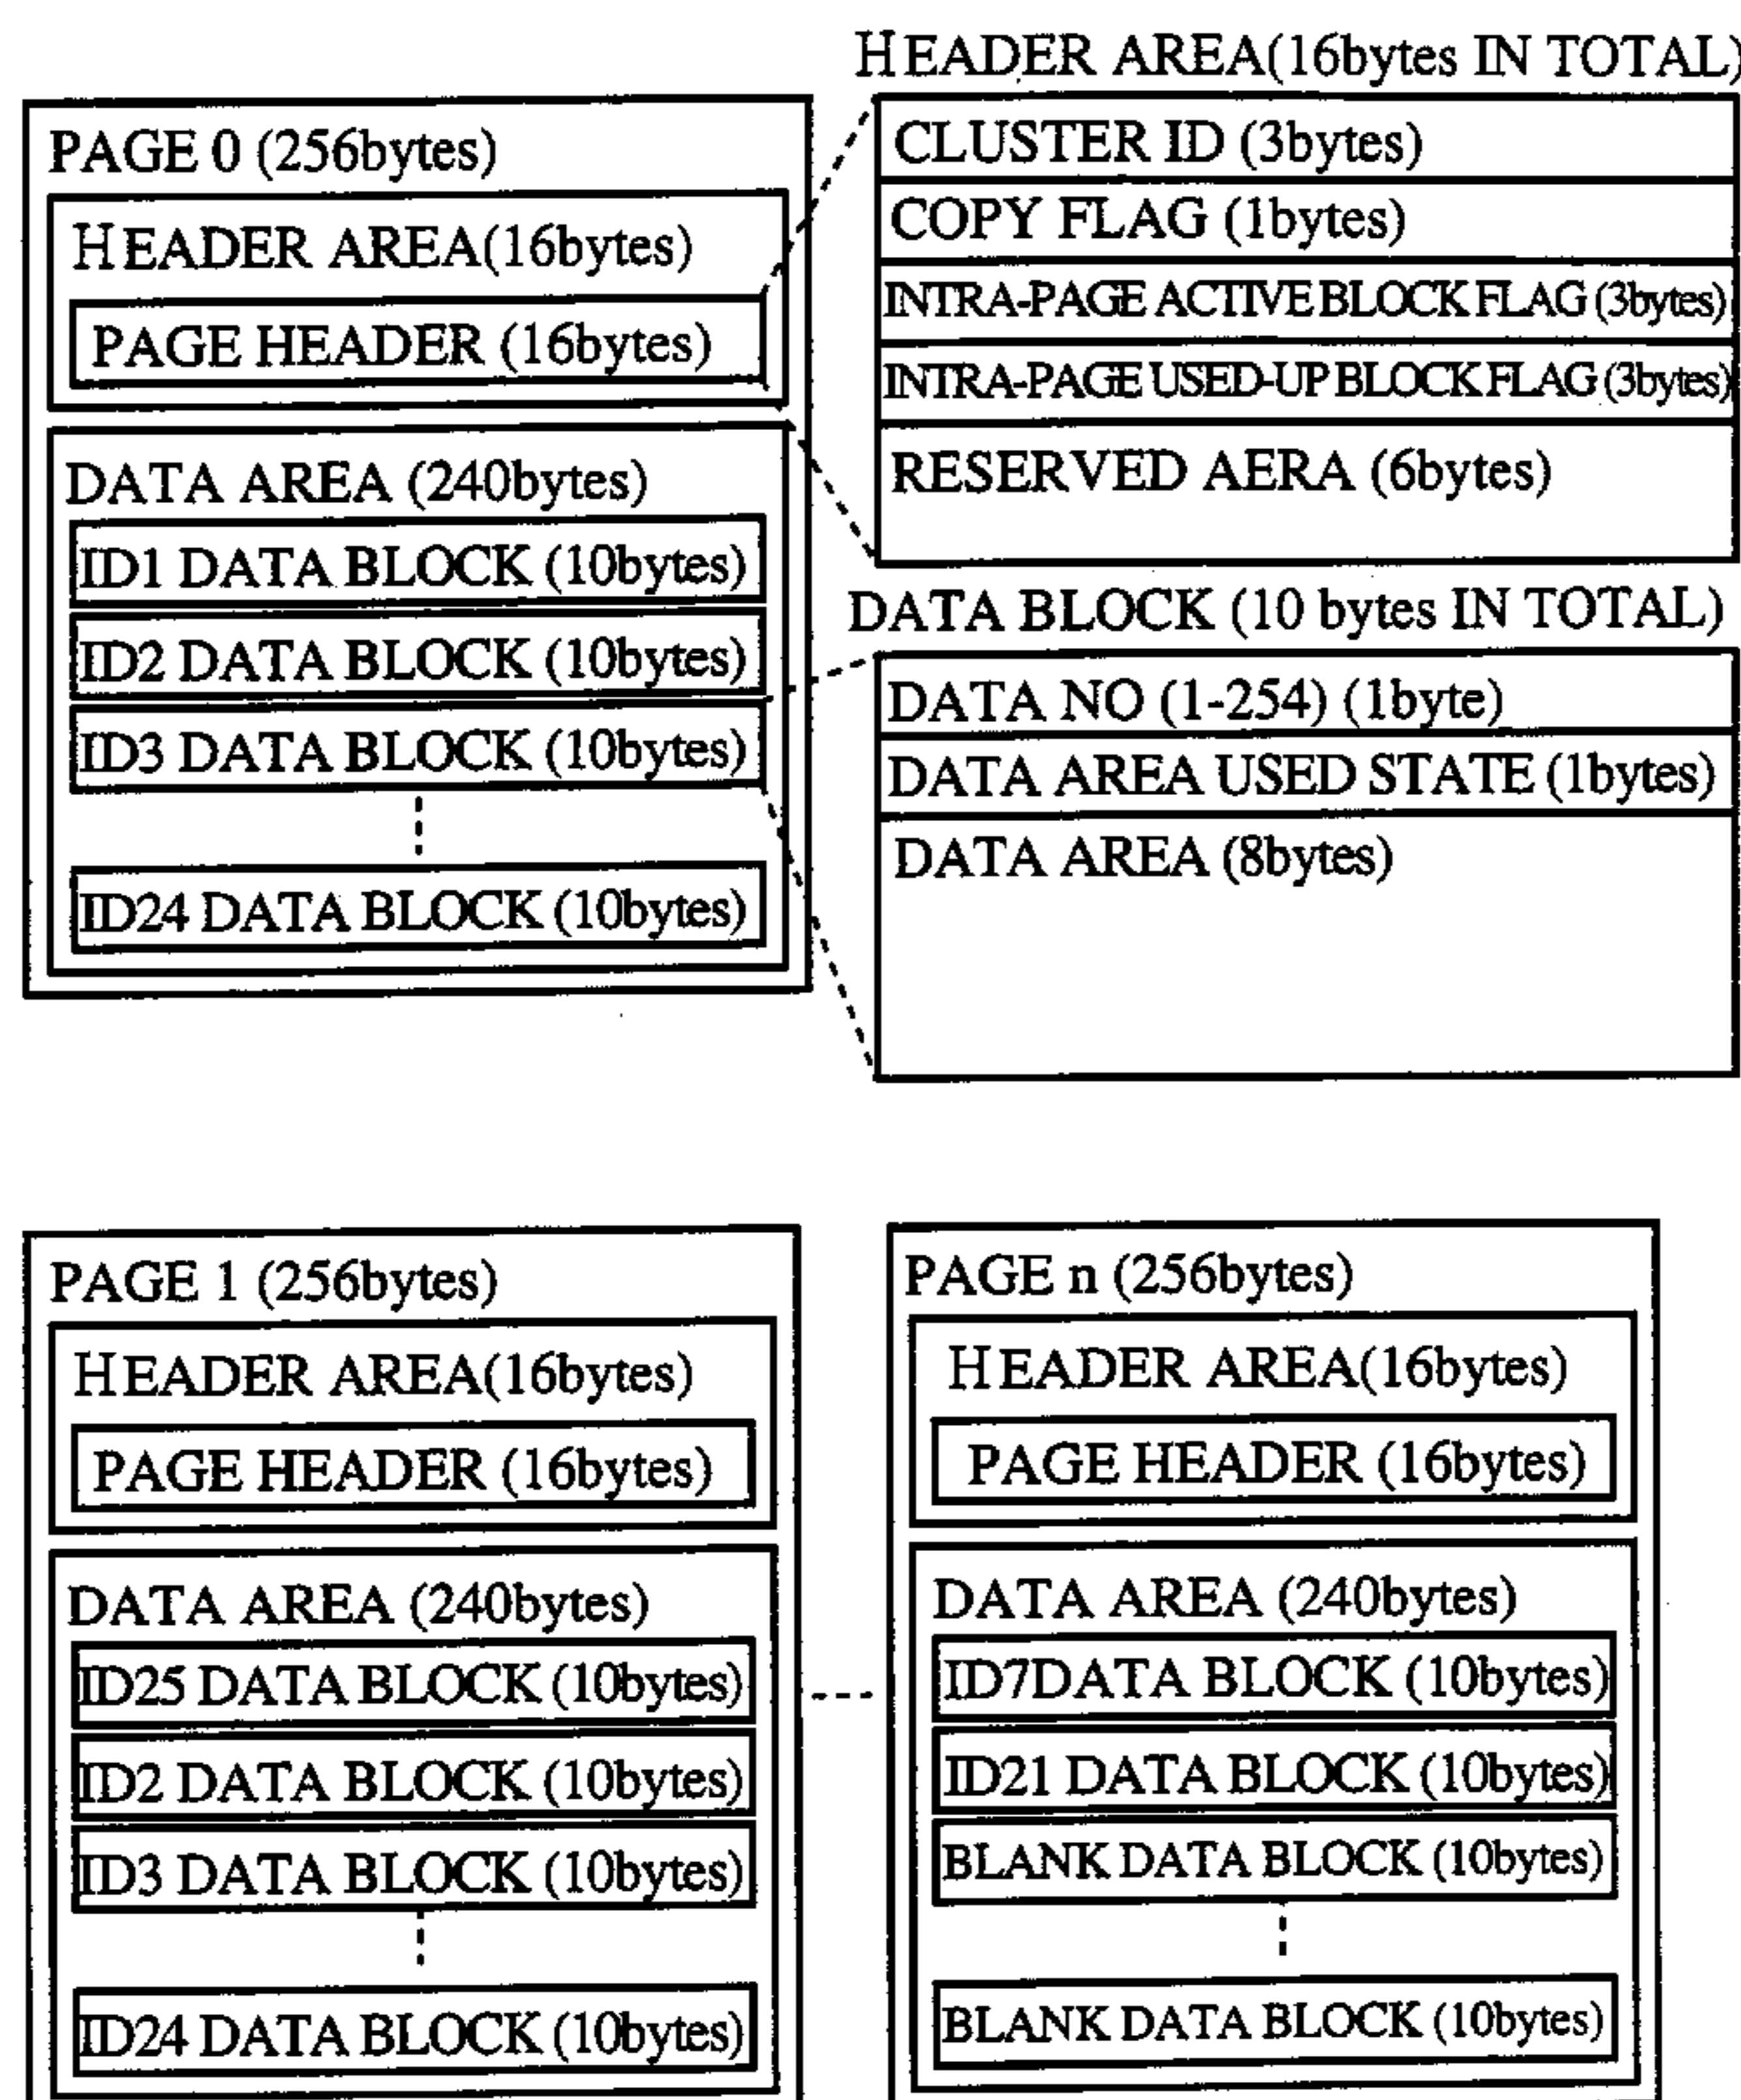 PAGE 0 (256bytes)
HEADER AREA(16bytes)
PAGE HEADER (16bytes)
DATA AREA (240bytes)
ID1 DATA BLOCK (10bytes)
ID2 DATA BLOCK (10bytes)
ID3 DATA BLOCK (10bytes)
ID24 DATA BLOCK (10bytes)
HEADER AREA(16bytes IN TOTAL)
CLUSTER ID (3bytes)
COPY FLAG (1bytes)
INTRA-PAGE ACTIVE BLOCK FLAG (3bytes)
INTRA-PAGE USED-UP BLOCK FLAG (3bytes)
RESERVED AERA (6bytes)
DATA BLOCK (10 bytes IN TOTAL)
DATA NO (1-254) (1byte)
DATA AREA USED STATE (1bytes)
DATA AREA (8bytes)
PAGE 1 (256bytes)
HEADER AREA(16bytes)
PAGE HEADER (16bytes)
DATA AREA (240bytes)
ID25 DATA BLOCK (10bytes)
ID2 DATA BLOCK (10bytes)
ID3 DATA BLOCK (10bytes)
ID24 DATA BLOCK (10bytes)
PAGE n (256bytes)
HEADER AREA(16bytes)
PAGE HEADER (16bytes)
DATA AREA (240bytes)
ID7DATA BLOCK (10bytes)
ID21 DATA BLOCK (10bytes)
BLANK DATA BLOCK (10bytes)
BLANK DATA BLOCK (10bytes)